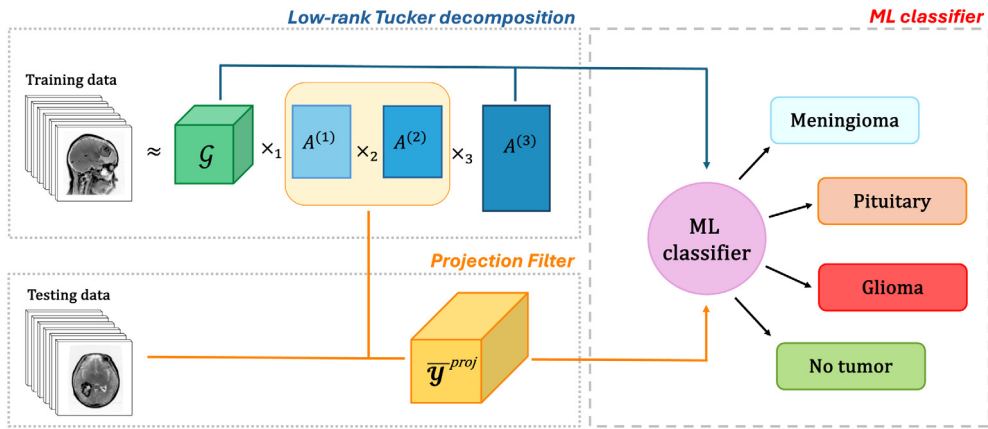 Low-rank Tucker decomposition
ML classifier
Training data
≈ 𝒢 ×₁ A⁽¹⁾ ×₂ A⁽²⁾ ×₃ A⁽³⁾
Meningioma
Pituitary
ML
classifier
Glioma
No tumor
Projection Filter
Testing data
𝒴̅ ᵖʳᵒʲ